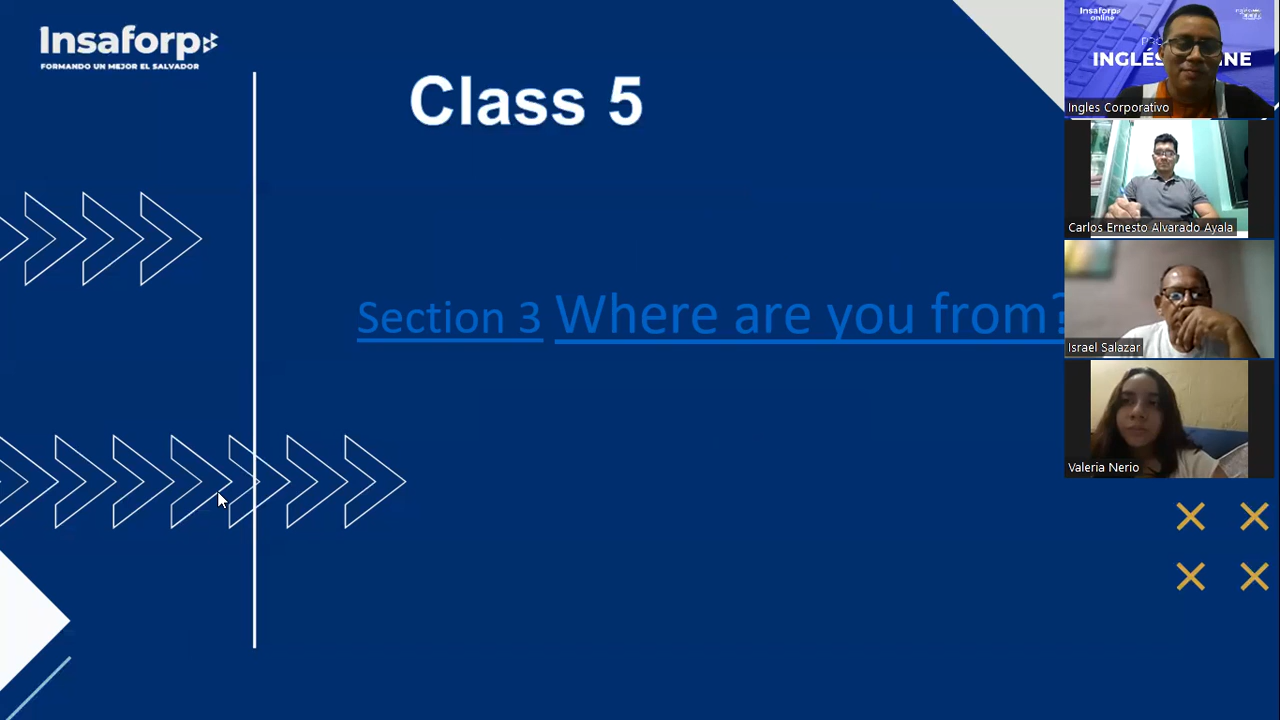 Insaforp
FORMANDO UN MEJOR EL SALVADOR
Class 5
Section 3 Where are you from?
Insaforp
online
INGLÉS NE
Ingles Corporativo
Carlos Ernesto Alvarado Ayala
Israel Salazar
Valeria Nerio